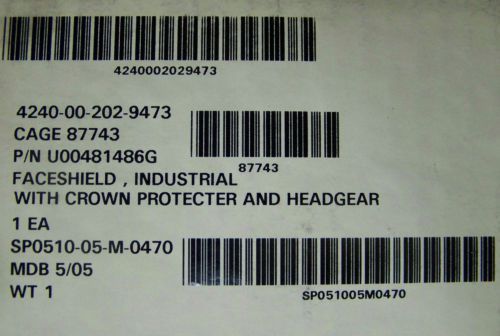 4240002029473
4240-00-202-9473
CAGE 87743
P/N U00481486G
87743
FACESHIELD , INDUSTRIAL
WITH CROWN PROTECTER AND HEADGEAR
1 EA
SP0510-05-M-0470
MDB 5/05
WT 1
SP051005M0470